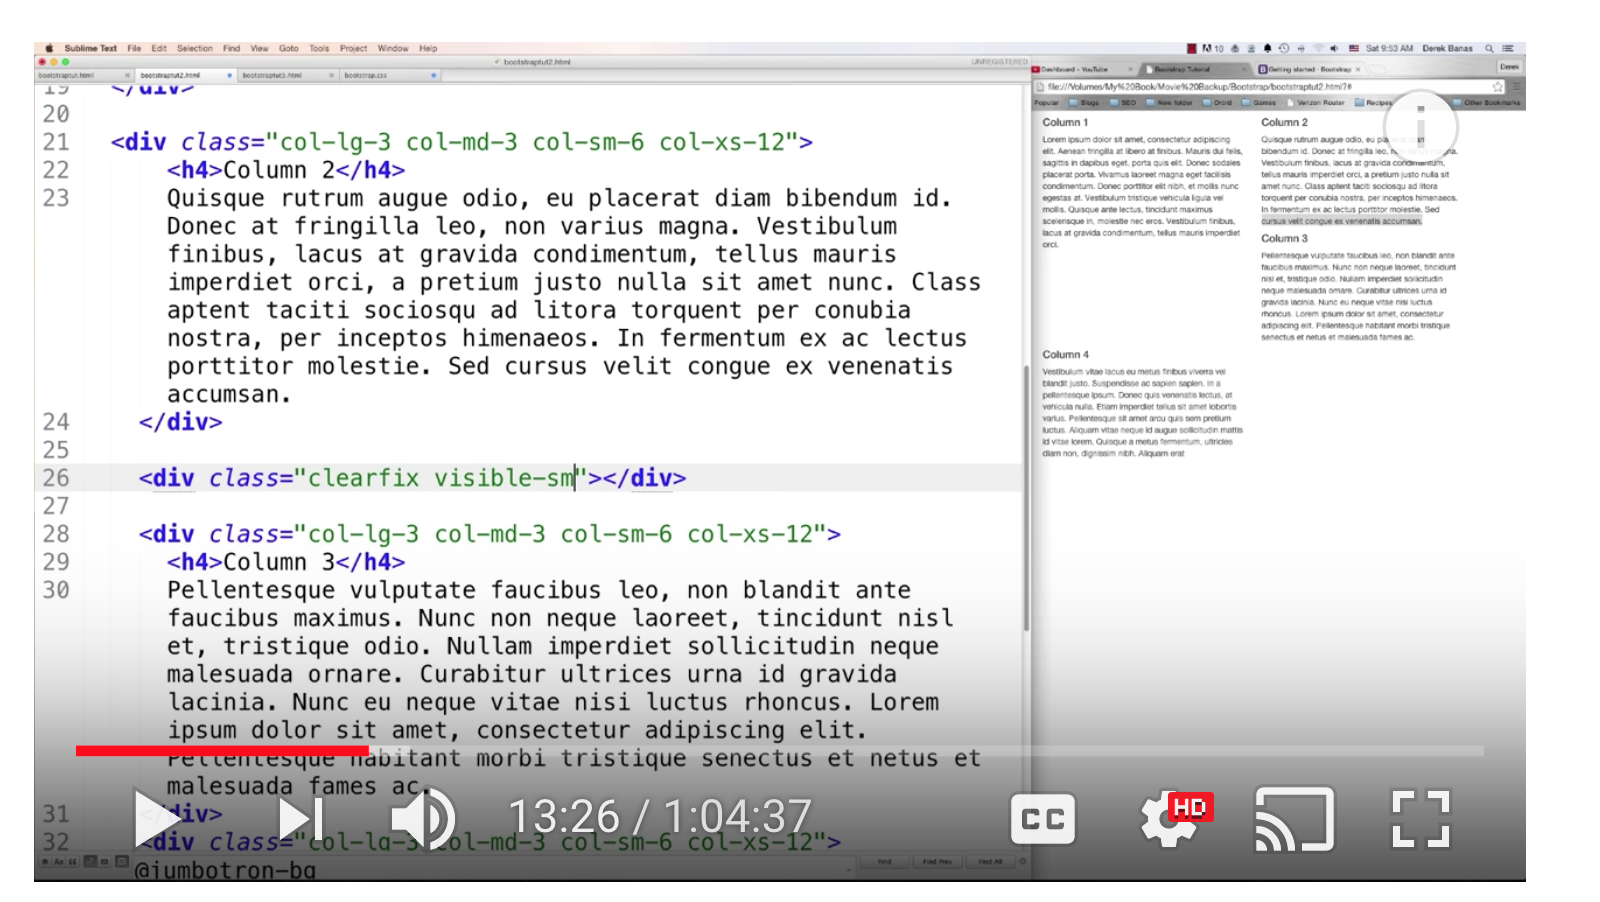 Sublime Text File Edit Selection Find View Goto Tools Project Window Help
10 Sat 9:53 AM Derek Banas
bootstraptut2.html UNREGISTERED
bootstraptut.html bootstraptut2.html bootstraptut3.html bootstrap.css
19 </div>
20
21 <div class="col-lg-3 col-md-3 col-sm-6 col-xs-12">
22 <h4>Column 2</h4>
23 Quisque rutrum augue odio, eu placerat diam bibendum id.
Donec at fringilla leo, non varius magna. Vestibulum
finibus, lacus at gravida condimentum, tellus mauris
imperdiet orci, a pretium justo nulla sit amet nunc. Class
aptent taciti sociosqu ad litora torquent per conubia
nostra, per inceptos himenaeos. In fermentum ex ac lectus
porttitor molestie. Sed cursus velit congue ex venenatis
accumsan.
24 </div>
25
26 <div class="clearfix visible-sm"></div>
27
28 <div class="col-lg-3 col-md-3 col-sm-6 col-xs-12">
29 <h4>Column 3</h4>
30 Pellentesque vulputate faucibus leo, non blandit ante
faucibus maximus. Nunc non neque laoreet, tincidunt nisl
et, tristique odio. Nullam imperdiet sollicitudin neque
malesuada ornare. Curabitur ultrices urna id gravida
lacinia. Nunc eu neque vitae nisi luctus rhoncus. Lorem
ipsum dolor sit amet, consectetur adipiscing elit.
Pellentesque habitant morbi tristique senectus et netus et
malesuada fames ac.
31 </div>
32 <div class="col-lg-3 col-md-3 col-sm-6 col-xs-12">
@jumbotron-bg
Find Find Prev Find All
Dashboard - YouTube Bootstrap Tutorial Getting started · Bootstrap Derek
file:///Volumes/My%20Book/Movie%20Backup/Bootstrap/bootstraptut2.html?#
Popular Blogs SEO New folder Droid Games Verizon Router Recipes Other Bookmarks
Column 1
Lorem ipsum dolor sit amet, consectetur adipiscing
elit. Aenean fringilla at libero at finibus. Mauris dui felis,
sagittis in dapibus eget, porta quis elit. Donec sodales
placerat porta. Vivamus laoreet magna eget facilisis
condimentum. Donec porttitor elit nibh, et mollis nunc
egestas at. Vestibulum tristique vehicula ligula vel
mollis. Quisque ante lectus, tincidunt maximus
scelerisque in, molestie nec eros. Vestibulum finibus,
lacus at gravida condimentum, tellus mauris imperdiet
orci.
Column 2
Quisque rutrum augue odio, eu
bibendum id. Donec at fringilla leo,
Vestibulum finibus, lacus at gravida condimentum,
tellus mauris imperdiet orci, a pretium justo nulla sit
amet nunc. Class aptent taciti sociosqu ad litora
torquent per conubia nostra, per inceptos himenaeos.
In fermentum ex ac lectus porttitor molestie. Sed
cursus velit congue ex venenatis accumsan.
Column 3
Pellentesque vulputate faucibus leo, non blandit ante
faucibus maximus. Nunc non neque laoreet, tincidunt
nisl et, tristique odio. Nullam imperdiet sollicitudin
neque malesuada ornare. Curabitur ultrices urna id
gravida lacinia. Nunc eu neque vitae nisi luctus
rhoncus. Lorem ipsum dolor sit amet, consectetur
adipiscing elit. Pellentesque habitant morbi tristique
senectus et netus et malesuada fames ac.
Column 4
Vestibulum vitae lacus eu metus finibus viverra vel
blandit justo. Suspendisse ac sapien sapien. In a
pellentesque ipsum. Donec quis venenatis lectus, at
vehicula nulla. Etiam imperdiet tellus sit amet lobortis
varius. Pellentesque sit amet arcu quis sem pretium
luctus. Aliquam vitae neque id augue sollicitudin mattis
id vitae lorem. Quisque a metus fermentum, ultricies
diam non, dignissim nibh. Aliquam erat
i
13:26 / 1:04:37
CC
HD